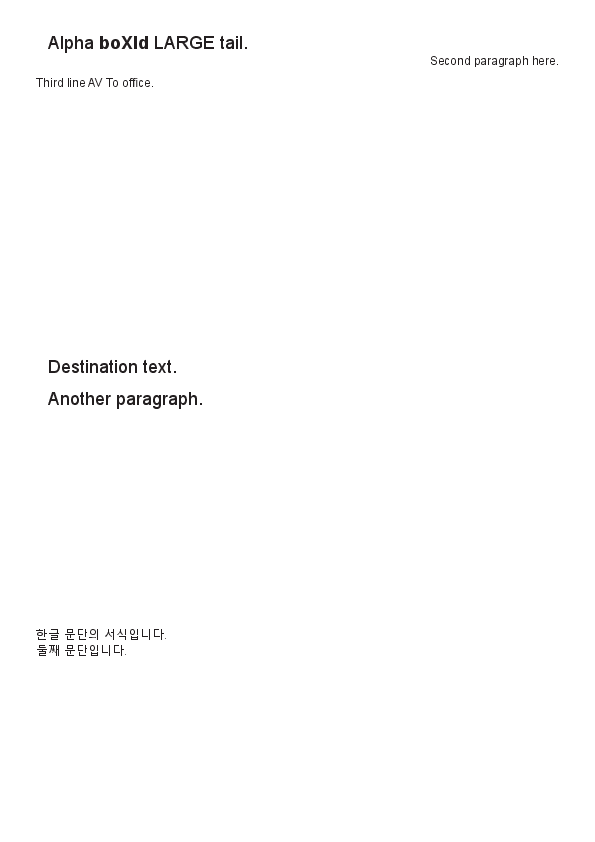 Alpha boXld LARGE tail.
Second paragraph here.
Third line AV To office.
Destination text.
Another paragraph.
한글 문단의 서식입니다.
둘째 문단입니다.